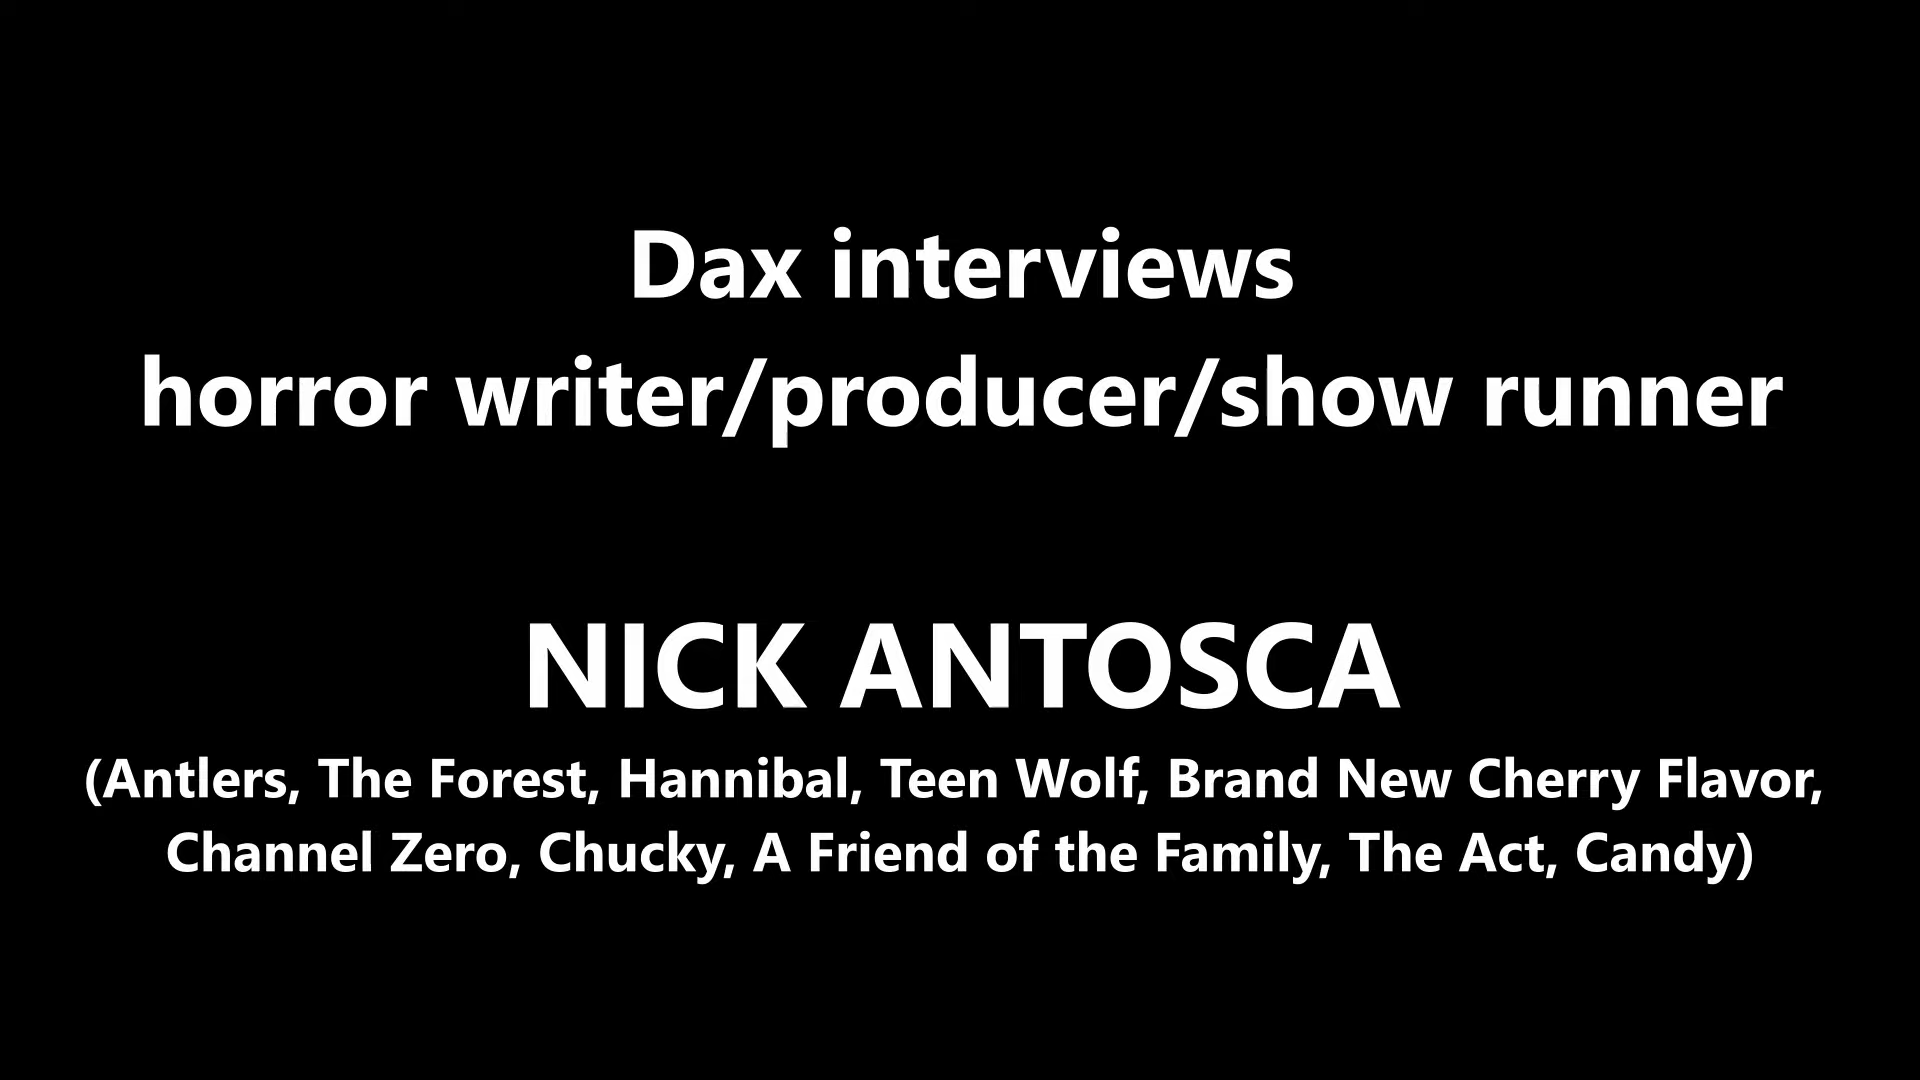 Dax interviews
horror writer/producer/show runner
NICK ANTOSCA
(Antlers, The Forest, Hannibal, Teen Wolf, Brand New Cherry Flavor,
Channel Zero, Chucky, A Friend of the Family, The Act, Candy)